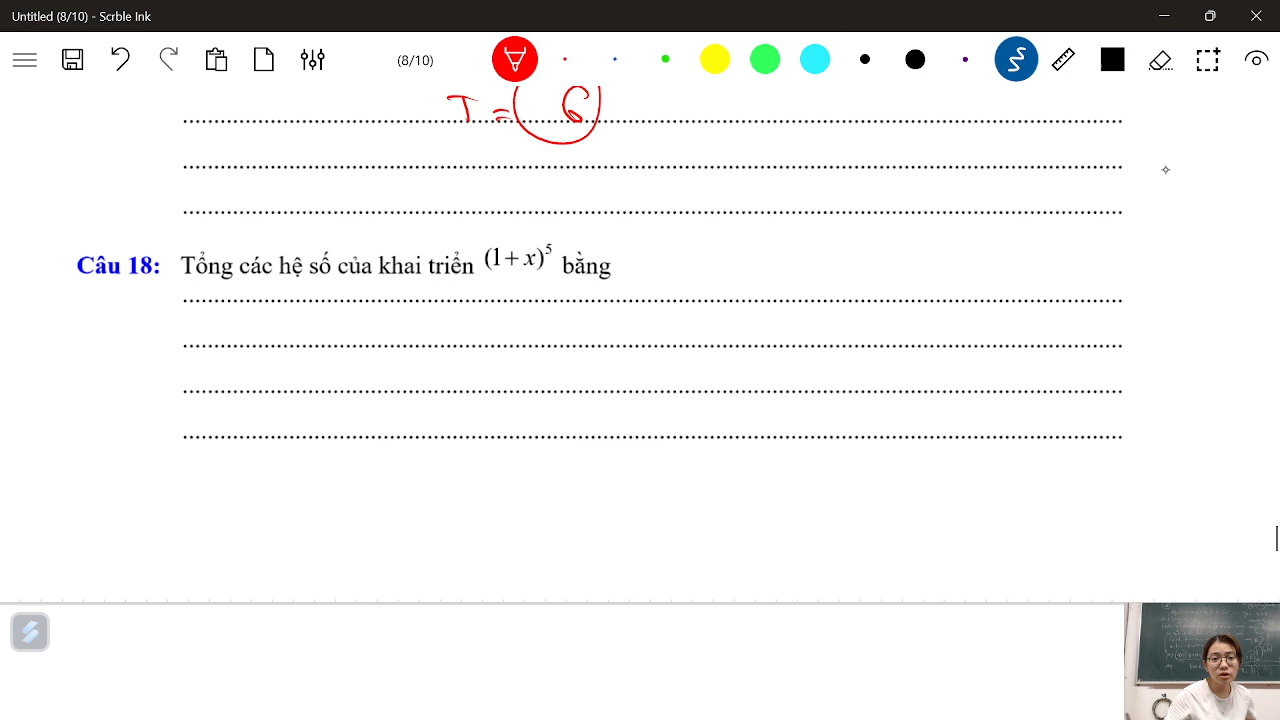 Untitled (8/10) - Scrble Ink
(8/10)
T = 6
Câu 18: Tổng các hệ số của khai triển (1+x)⁵ bằng